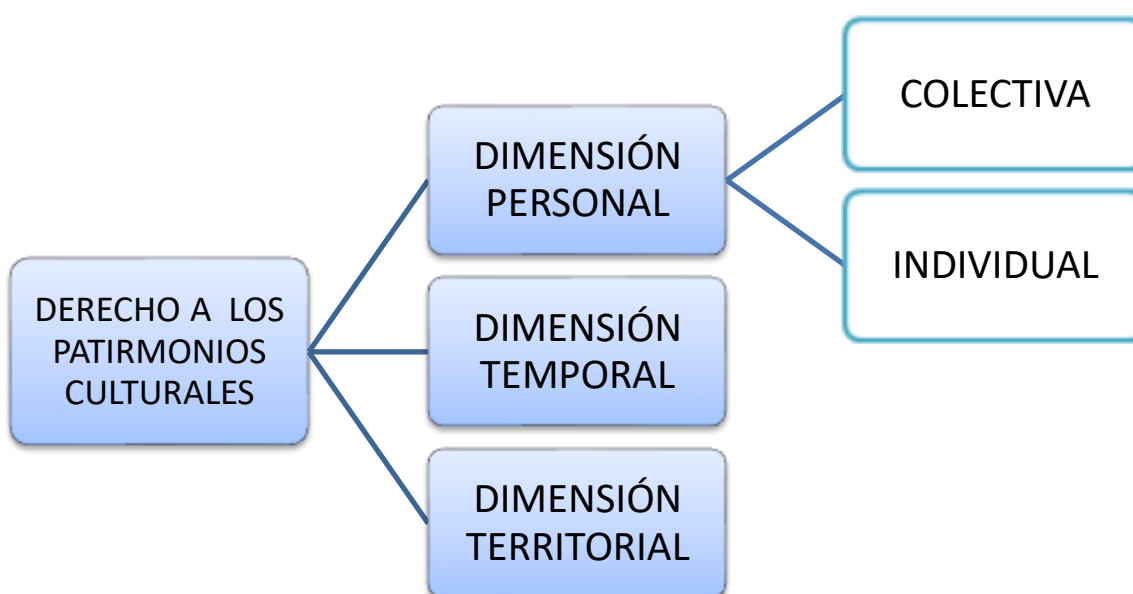 DERECHO A LOS
PATIRMONIOS
CULTURALES
DIMENSIÓN
PERSONAL
COLECTIVA
INDIVIDUAL
DIMENSIÓN
TEMPORAL
DIMENSIÓN
TERRITORIAL